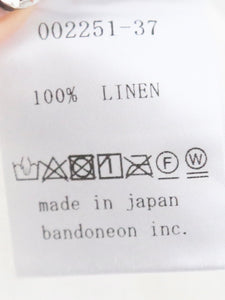 002251-37
100% LINEN
made in japan
bandoneon inc.